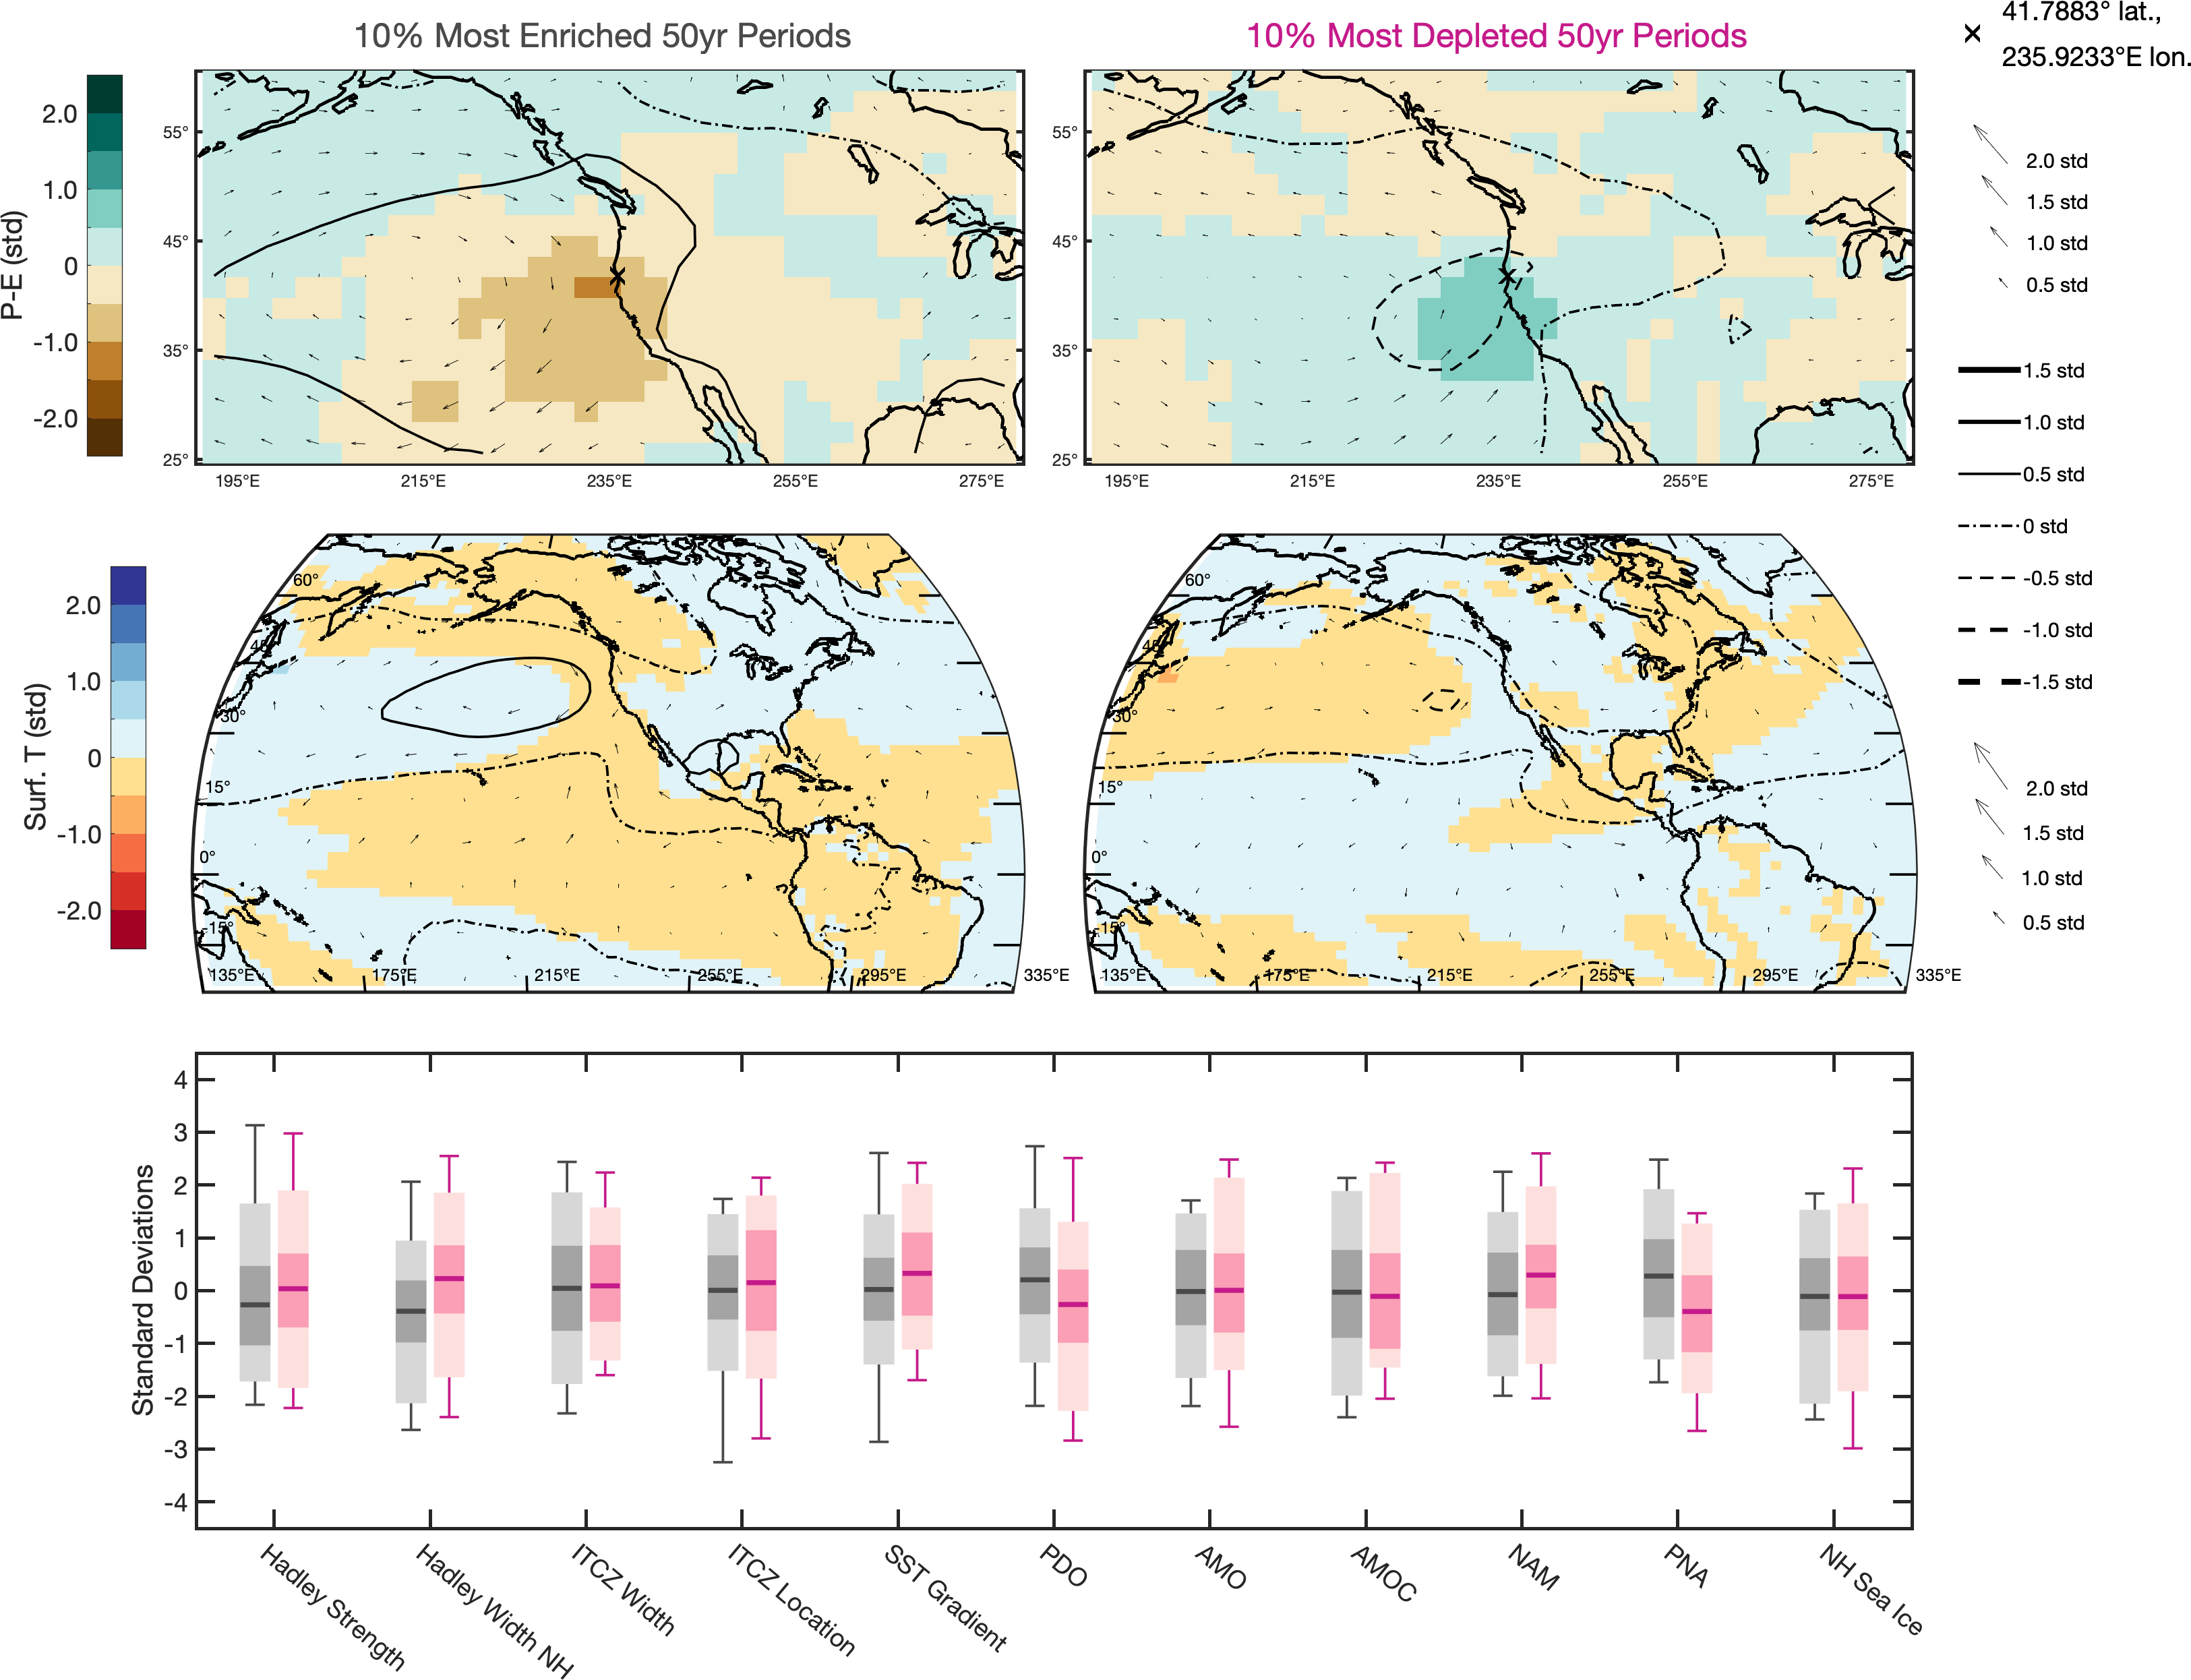 10% Most Enriched 50yr Periods
10% Most Depleted 50yr Periods
41.7883° lat.,
235.9233°E lon.
P-E (std)
2.0
1.0
0
-1.0
-2.0
55°
45°
35°
25°
195°E
215°E
235°E
255°E
275°E
55°
45°
35°
25°
195°E
215°E
235°E
255°E
275°E
2.0 std
1.5 std
1.0 std
0.5 std
1.5 std
1.0 std
0.5 std
0 std
-0.5 std
-1.0 std
-1.5 std
Surf. T (std)
2.0
1.0
0
-1.0
-2.0
60°
45°
30°
15°
0°
-15°
135°E
175°E
215°E
255°E
295°E
335°E
60°
45°
30°
15°
0°
-15°
135°E
175°E
215°E
255°E
295°E
335°E
2.0 std
1.5 std
1.0 std
0.5 std
Standard Deviations
4
3
2
1
0
-1
-2
-3
-4
Hadley Strength
Hadley Width NH
ITCZ Width
ITCZ Location
SST Gradient
PDO
AMO
AMOC
NAM
PNA
NH Sea Ice